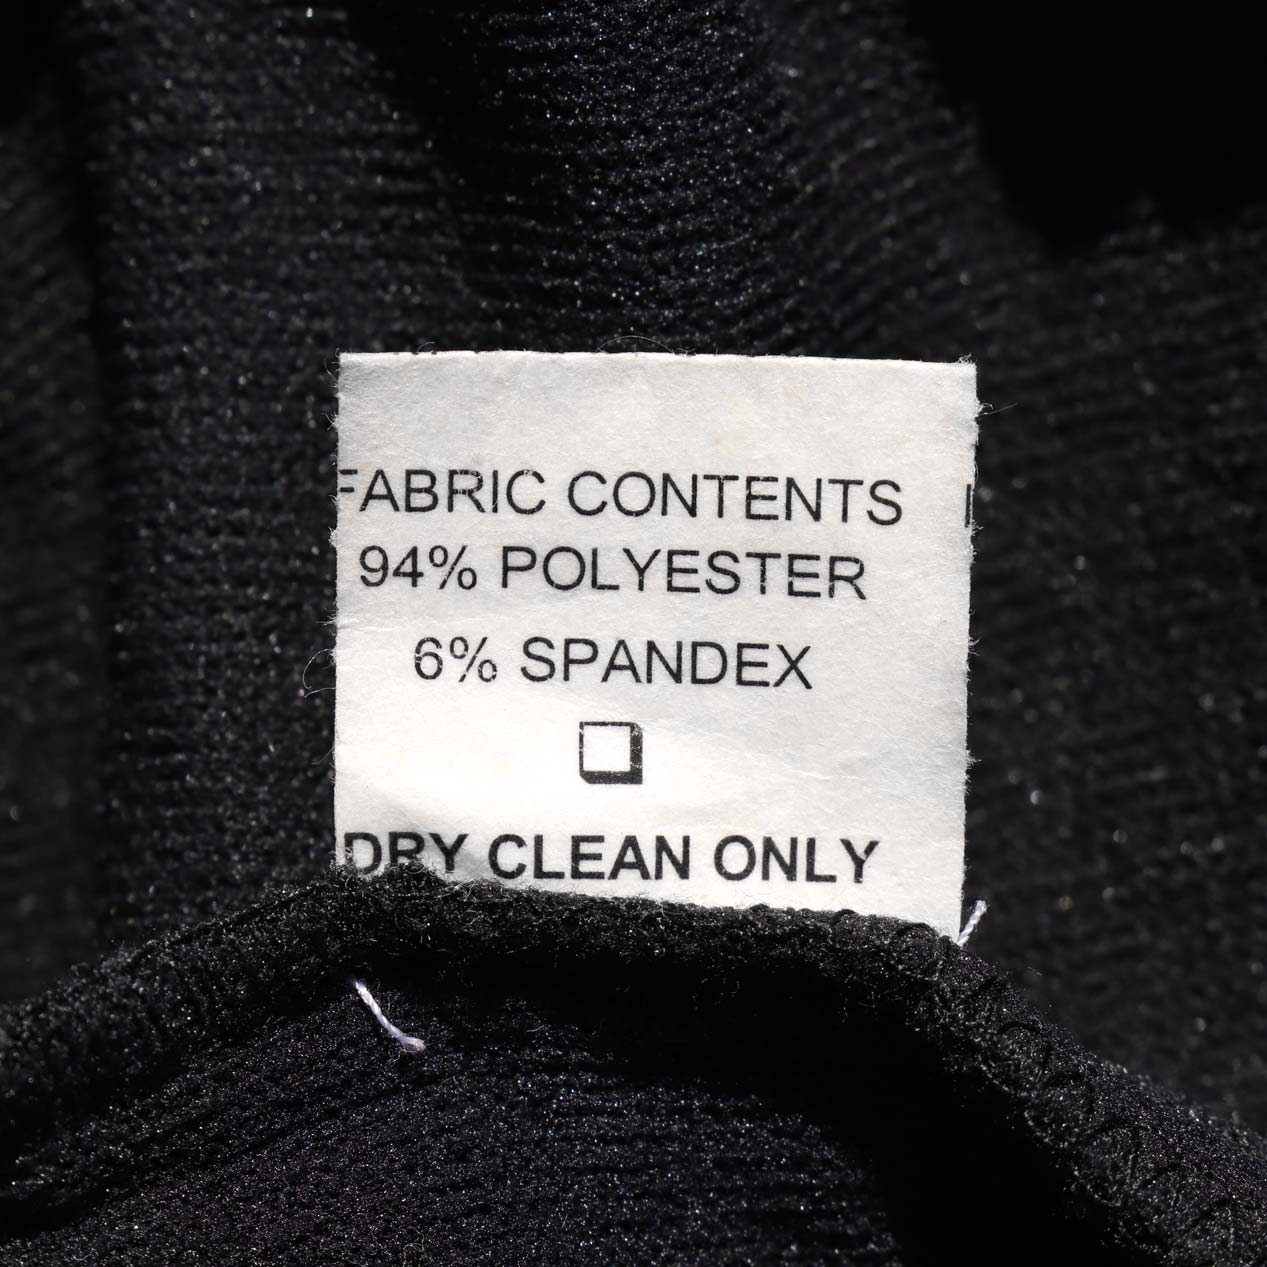 FABRIC CONTENTS
94% POLYESTER
6% SPANDEX
❑
DRY CLEAN ONLY